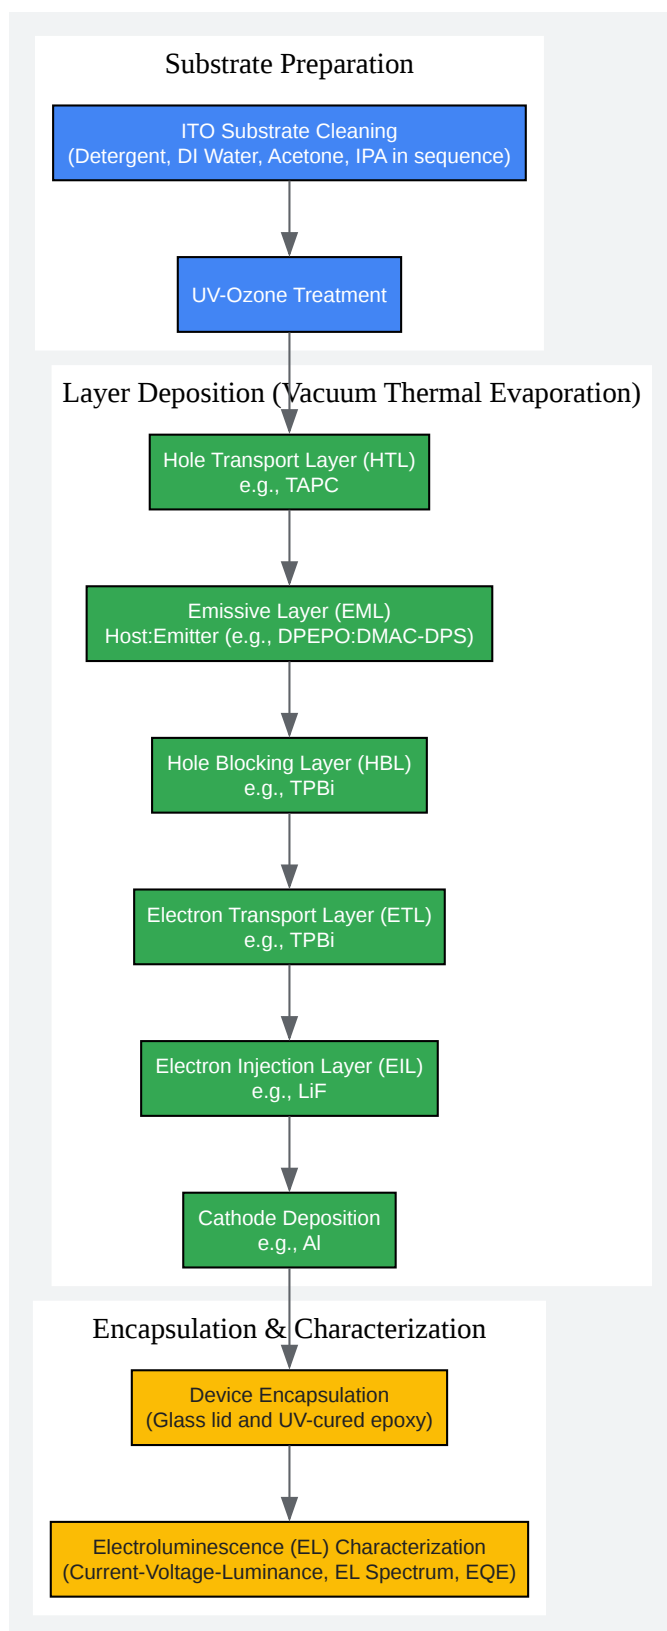 Substrate Preparation
ITO Substrate Cleaning
(Detergent, DI Water, Acetone, IPA in sequence)
UV-Ozone Treatment
Layer Deposition (Vacuum Thermal Evaporation)
Hole Transport Layer (HTL)
e.g., TAPC
Emissive Layer (EML)
Host:Emitter (e.g., DPEPO:DMAC-DPS)
Hole Blocking Layer (HBL)
e.g., TPBi
Electron Transport Layer (ETL)
e.g., TPBi
Electron Injection Layer (EIL)
e.g., LiF
Cathode Deposition
e.g., Al
Encapsulation & Characterization
Device Encapsulation
(Glass lid and UV-cured epoxy)
Electroluminescence (EL) Characterization
(Current-Voltage-Luminance, EL Spectrum, EQE)